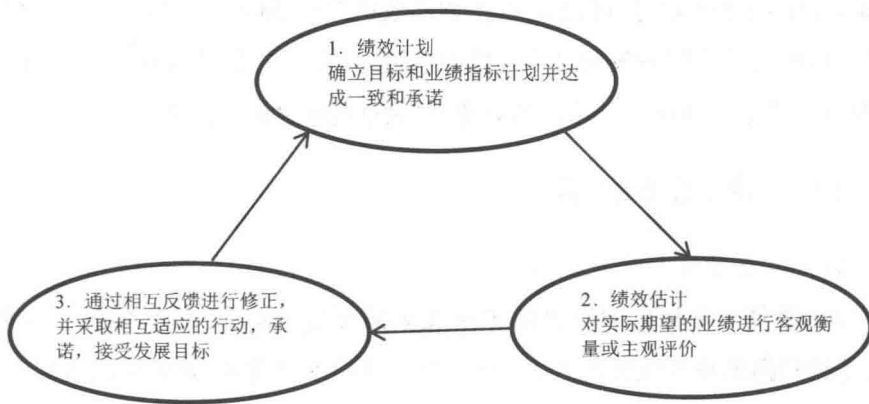 1．绩效计划
确立目标和业绩指标计划并达
成一致和承诺
2．绩效估计
对实际期望的业绩进行客观衡
量或主观评价
3．通过相互反馈进行修正，
并采取相互适应的行动，承
诺，接受发展目标